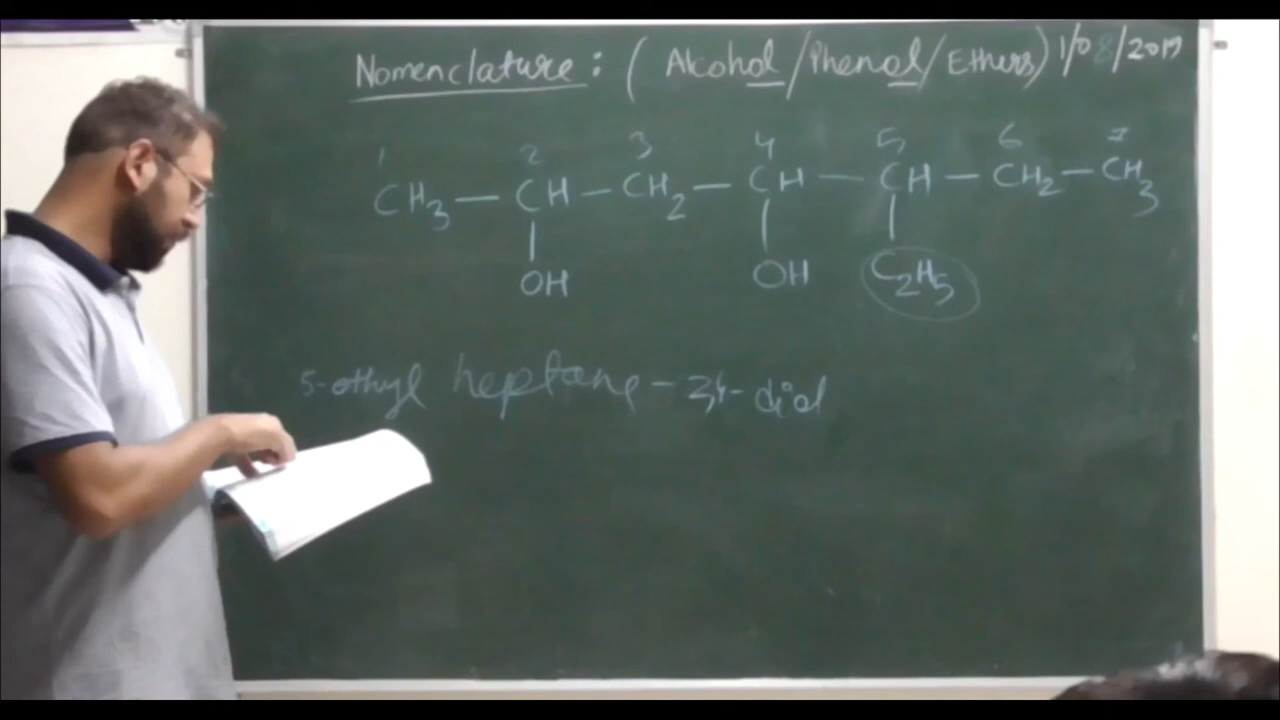 Nomenclature: (Alcohol/Phenol/Ethers) 1/08/2019
1 2 3 4 5 6 7
CH3 — CH — CH2 — CH — CH — CH2 — CH3
OH OH C2H5
5-ethyl heptane - 2,4- diol